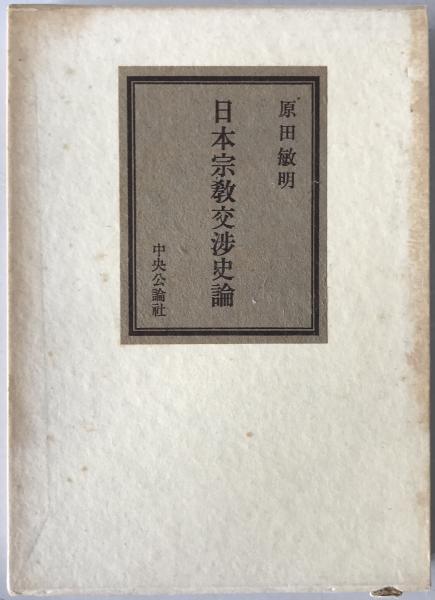 原田敏明
日本宗教交渉史論
中央公論社